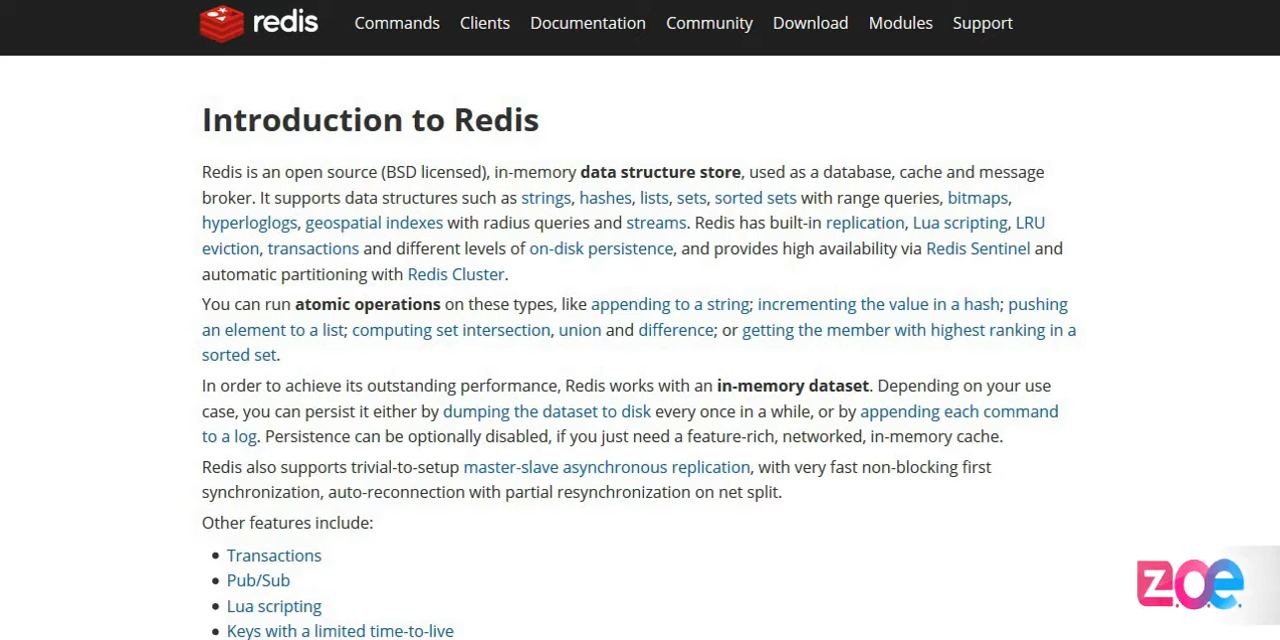 redis Commands Clients Documentation Community Download Modules Support
Introduction to Redis
Redis is an open source (BSD licensed), in-memory data structure store, used as a database, cache and message
broker. It supports data structures such as strings, hashes, lists, sets, sorted sets with range queries, bitmaps,
hyperloglogs, geospatial indexes with radius queries and streams. Redis has built-in replication, Lua scripting, LRU
eviction, transactions and different levels of on-disk persistence, and provides high availability via Redis Sentinel and
automatic partitioning with Redis Cluster.
You can run atomic operations on these types, like appending to a string; incrementing the value in a hash; pushing
an element to a list; computing set intersection, union and difference; or getting the member with highest ranking in a
sorted set.
In order to achieve its outstanding performance, Redis works with an in-memory dataset. Depending on your use
case, you can persist it either by dumping the dataset to disk every once in a while, or by appending each command
to a log. Persistence can be optionally disabled, if you just need a feature-rich, networked, in-memory cache.
Redis also supports trivial-to-setup master-slave asynchronous replication, with very fast non-blocking first
synchronization, auto-reconnection with partial resynchronization on net split.
Other features include:
• Transactions
• Pub/Sub
• Lua scripting
• Keys with a limited time-to-live
z.o.e.